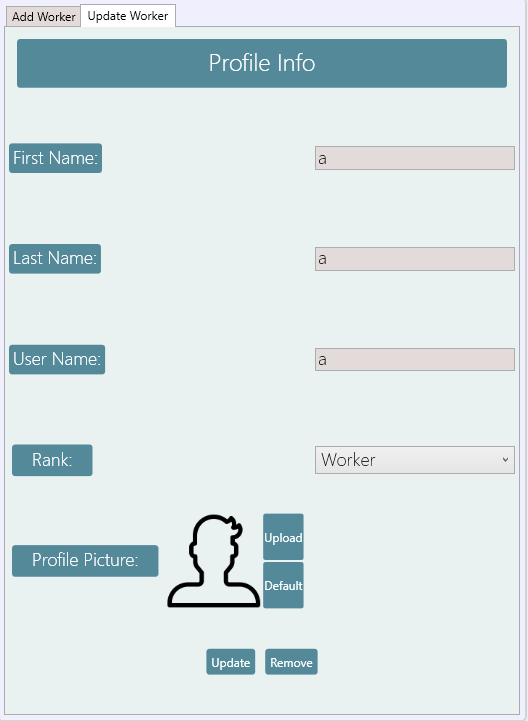 Add Worker Update Worker
Profile Info
First Name: a
Last Name: a
User Name: a
Rank: Worker
Upload
Profile Picture:
Default
Update Remove